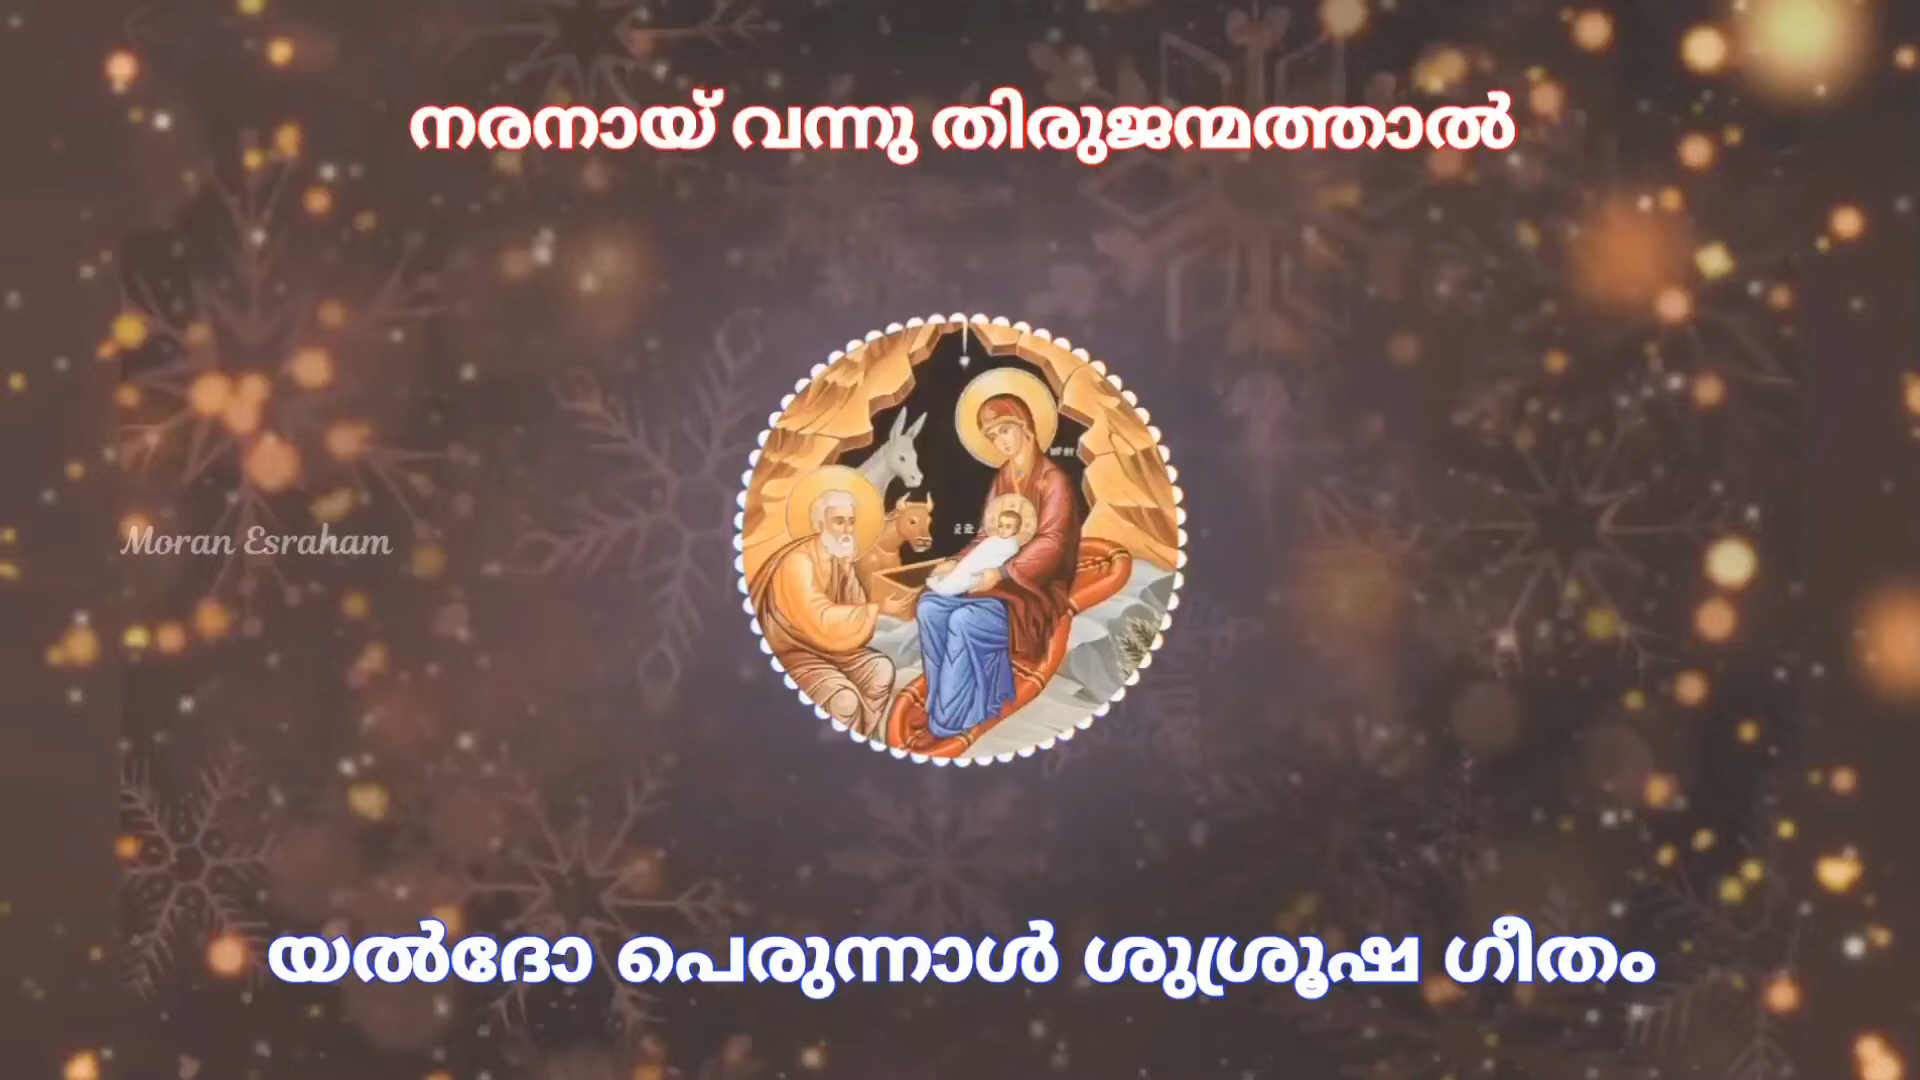 നരനായ് വന്നു തിരുജന്മത്താൽ
Moran Esraham
യൽദോ പെരുന്നാൾ ശുശ്രൂഷ ഗീതം